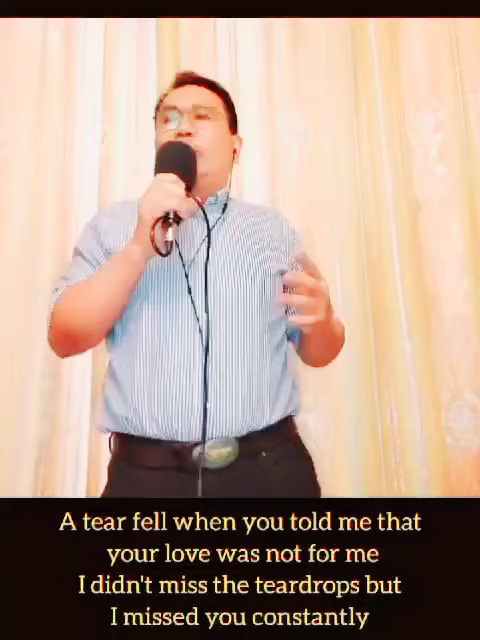 A tear fell when you told me that
your love was not for me
I didn't miss the teardrops but
I missed you constantly